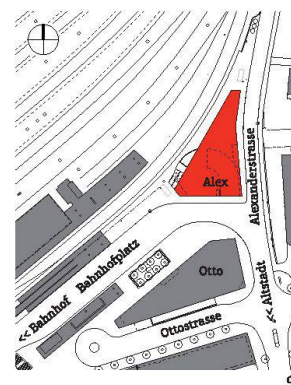 Alexanderstrasse
Alex
Bahnhofplatz
<< Bahnhof
Otto
Ottostrasse
<< Altstadt